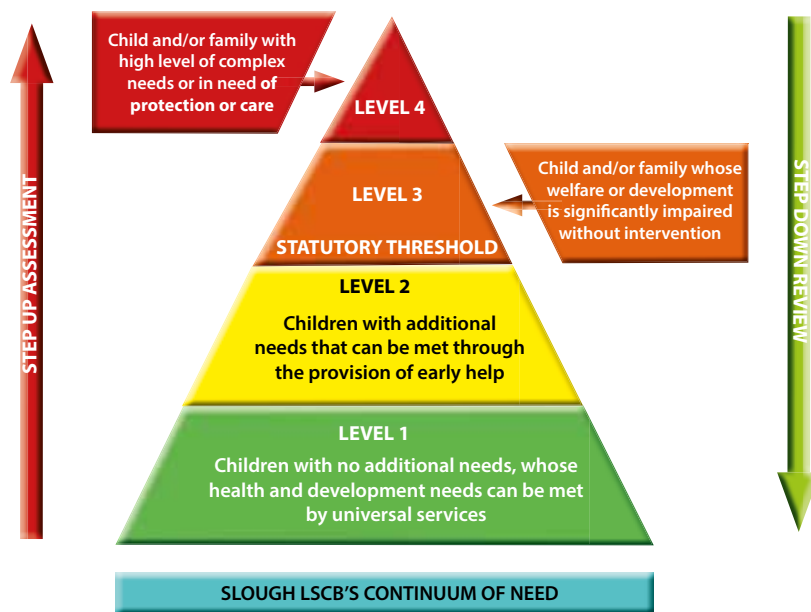 Child and/or family with
high level of complex
needs or in need of
protection or care
LEVEL 4
STEP UP ASSESSMENT
LEVEL 3
STATUTORY THRESHOLD
Child and/or family whose
welfare or development
is significantly impaired
without intervention
STEP DOWN REVIEW
LEVEL 2
Children with additional
needs that can be met through
the provision of early help
LEVEL 1
Children with no additional needs, whose
health and development needs can be met
by universal services
SLOUGH LSCB'S CONTINUUM OF NEED